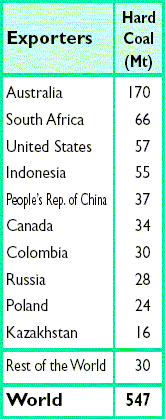 Exporters Hard
Coal
(Mt)
Australia 170
South Africa 66
United States 57
Indonesia 55
People's Rep. of China 37
Canada 34
Colombia 30
Russia 28
Poland 24
Kazakhstan 16
Rest of the World 30
World 547